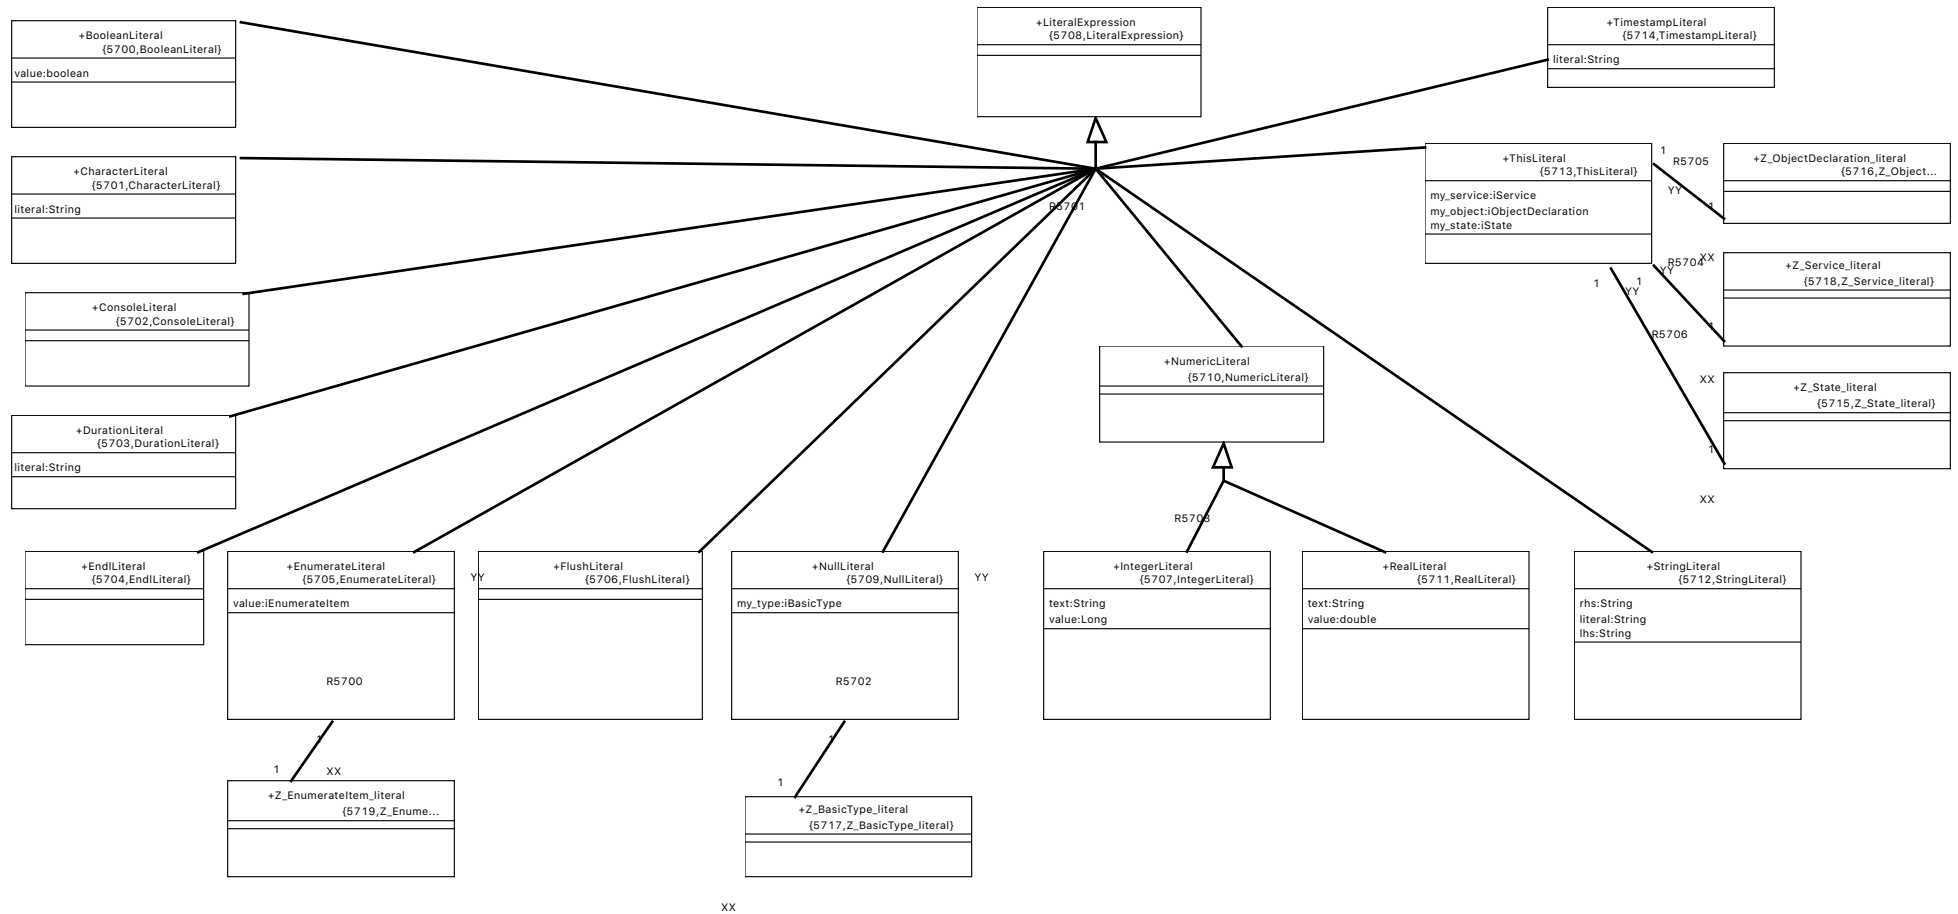 +BooleanLiteral
{5700,BooleanLiteral}
value:boolean
+LiteralExpression
{5708,LiteralExpression}
+TimestampLiteral
{5714,TimestampLiteral}
literal:String
+CharacterLiteral
{5701,CharacterLiteral}
literal:String
R5701
+ThisLiteral
{5713,ThisLiteral}
my_service:iService
my_object:iObjectDeclaration
my_state:iState
1
R5705
YY
1
+Z_ObjectDeclaration_literal
{5716,Z_Object...
XX
R5704
YY
1
1
+Z_Service_literal
{5718,Z_Service_literal}
1
YY
R5706
XX
1
+Z_State_literal
{5715,Z_State_literal}
XX
+ConsoleLiteral
{5702,ConsoleLiteral}
+NumericLiteral
{5710,NumericLiteral}
+DurationLiteral
{5703,DurationLiteral}
literal:String
R5703
+EndlLiteral
{5704,EndlLiteral}
+EnumerateLiteral
{5705,EnumerateLiteral}
value:iEnumerateItem
YY
+FlushLiteral
{5706,FlushLiteral}
+NullLiteral
{5709,NullLiteral}
my_type:iBasicType
YY
+IntegerLiteral
{5707,IntegerLiteral}
text:String
value:Long
+RealLiteral
{5711,RealLiteral}
text:String
value:double
+StringLiteral
{5712,StringLiteral}
rhs:String
literal:String
lhs:String
R5700
R5702
1
1
XX
1
1
+Z_EnumerateItem_literal
{5719,Z_Enume...
+Z_BasicType_literal
{5717,Z_BasicType_literal}
XX